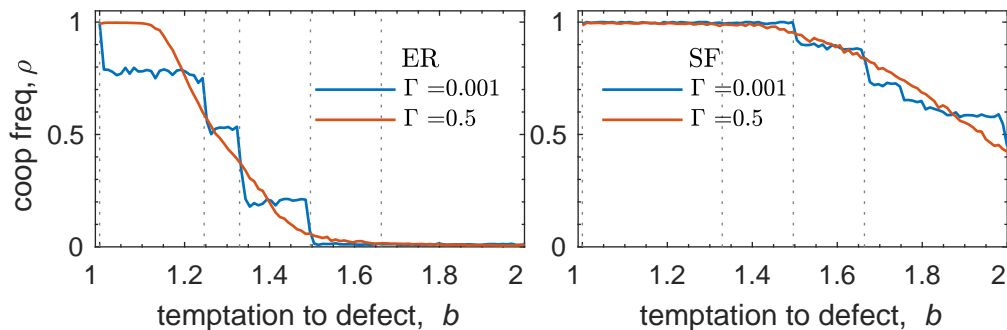 coop freq, ρ
1
0.5
0
ER
Γ =0.001
Γ =0.5
1 1.2 1.4 1.6 1.8 2
temptation to defect, b
1
0.5
0
SF
Γ =0.001
Γ =0.5
1 1.2 1.4 1.6 1.8 2
temptation to defect, b